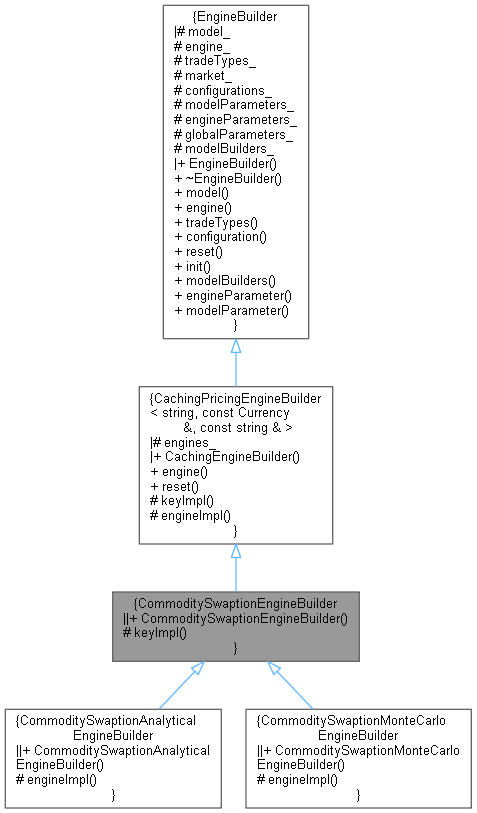 {EngineBuilder
|# model_
# engine_
# tradeTypes_
# market_
# configurations_
# modelParameters_
# engineParameters_
# globalParameters_
# modelBuilders_
|+ EngineBuilder()
+ ~EngineBuilder()
+ model()
+ engine()
+ tradeTypes()
+ configuration()
+ reset()
+ init()
+ modelBuilders()
+ engineParameter()
+ modelParameter()
}
{CachingPricingEngineBuilder
< string, const Currency
&, const string & >
|# engines_
|+ CachingEngineBuilder()
+ engine()
+ reset()
# keyImpl()
# engineImpl()
}
{CommoditySwaptionEngineBuilder
||+ CommoditySwaptionEngineBuilder()
# keyImpl()
}
{CommoditySwaptionAnalytical
EngineBuilder
||+ CommoditySwaptionAnalytical
EngineBuilder()
# engineImpl()
}
{CommoditySwaptionMonteCarlo
EngineBuilder
||+ CommoditySwaptionMonteCarlo
EngineBuilder()
# engineImpl()
}